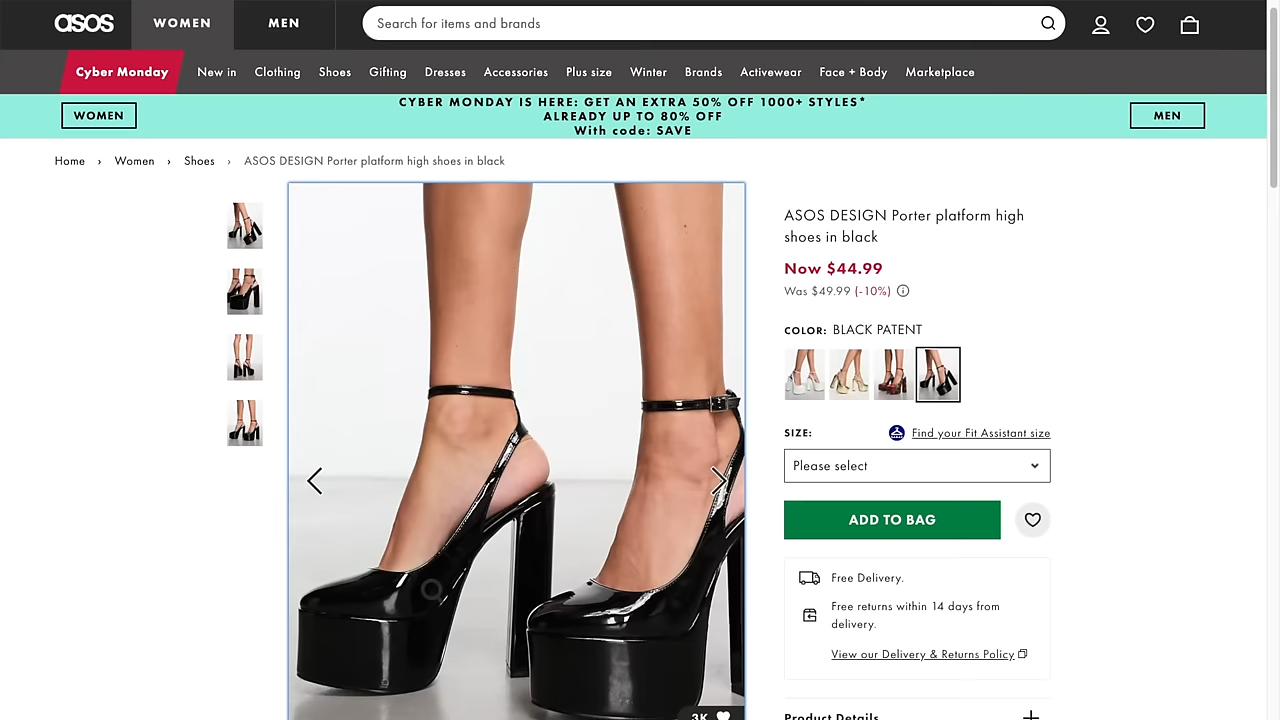 asos
WOMEN
MEN
Search for items and brands
Cyber Monday
New in
Clothing
Shoes
Gifting
Dresses
Accessories
Plus size
Winter
Brands
Activewear
Face + Body
Marketplace
WOMEN
CYBER MONDAY IS HERE: GET AN EXTRA 50% OFF 1000+ STYLES*
ALREADY UP TO 80% OFF
With code: SAVE
MEN
Home › Women › Shoes › ASOS DESIGN Porter platform high shoes in black
ASOS DESIGN Porter platform high
shoes in black
Now $44.99
Was $49.99 (-10%)
COLOR: BLACK PATENT
SIZE:
Find your Fit Assistant size
Please select
ADD TO BAG
Free Delivery.
Free returns within 14 days from
delivery.
View our Delivery & Returns Policy
3K
Product Details